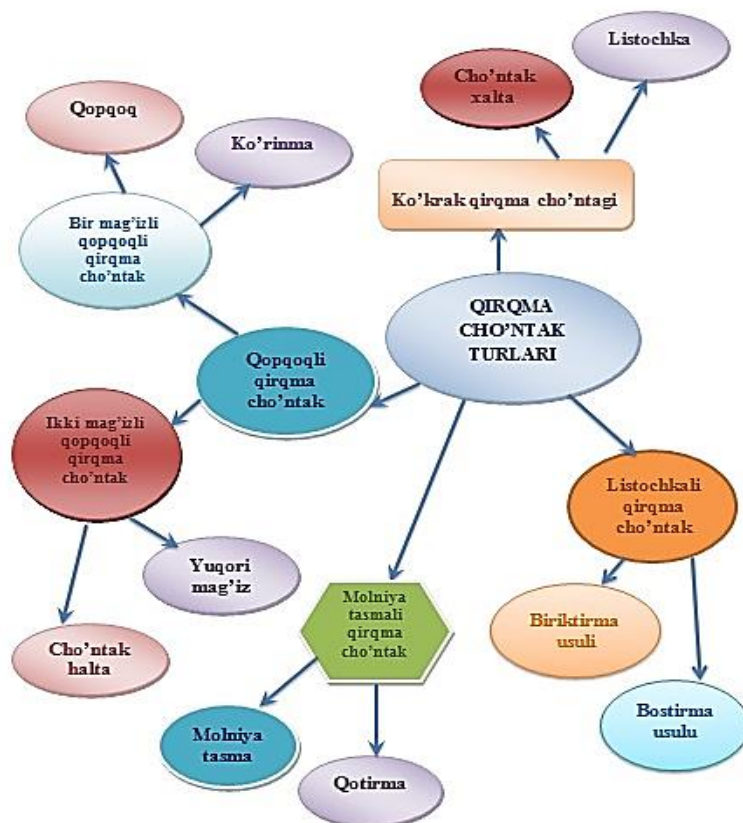 Listochka
Cho'ntak
xalta
Qopqoq
Ko'rinma
Ko'krak qirqma cho'ntagi
Bir mag'izli
qopqoqli
qirqma
cho'ntak
QIRQMA
CHO'NTAK
TURLARI
Qopqoqli
qirqma
cho'ntak
Ikki mag'izli
qopqoqli
qirqma
cho'ntak
Listochkali
qirqma
cho'ntak
Yuqori
mag'iz
Molniya
tasmali
qirqma
cho'ntak
Biriktirma
usuli
Cho'ntak
halta
Bostirma
usulu
Molniya
tasma
Qotirma